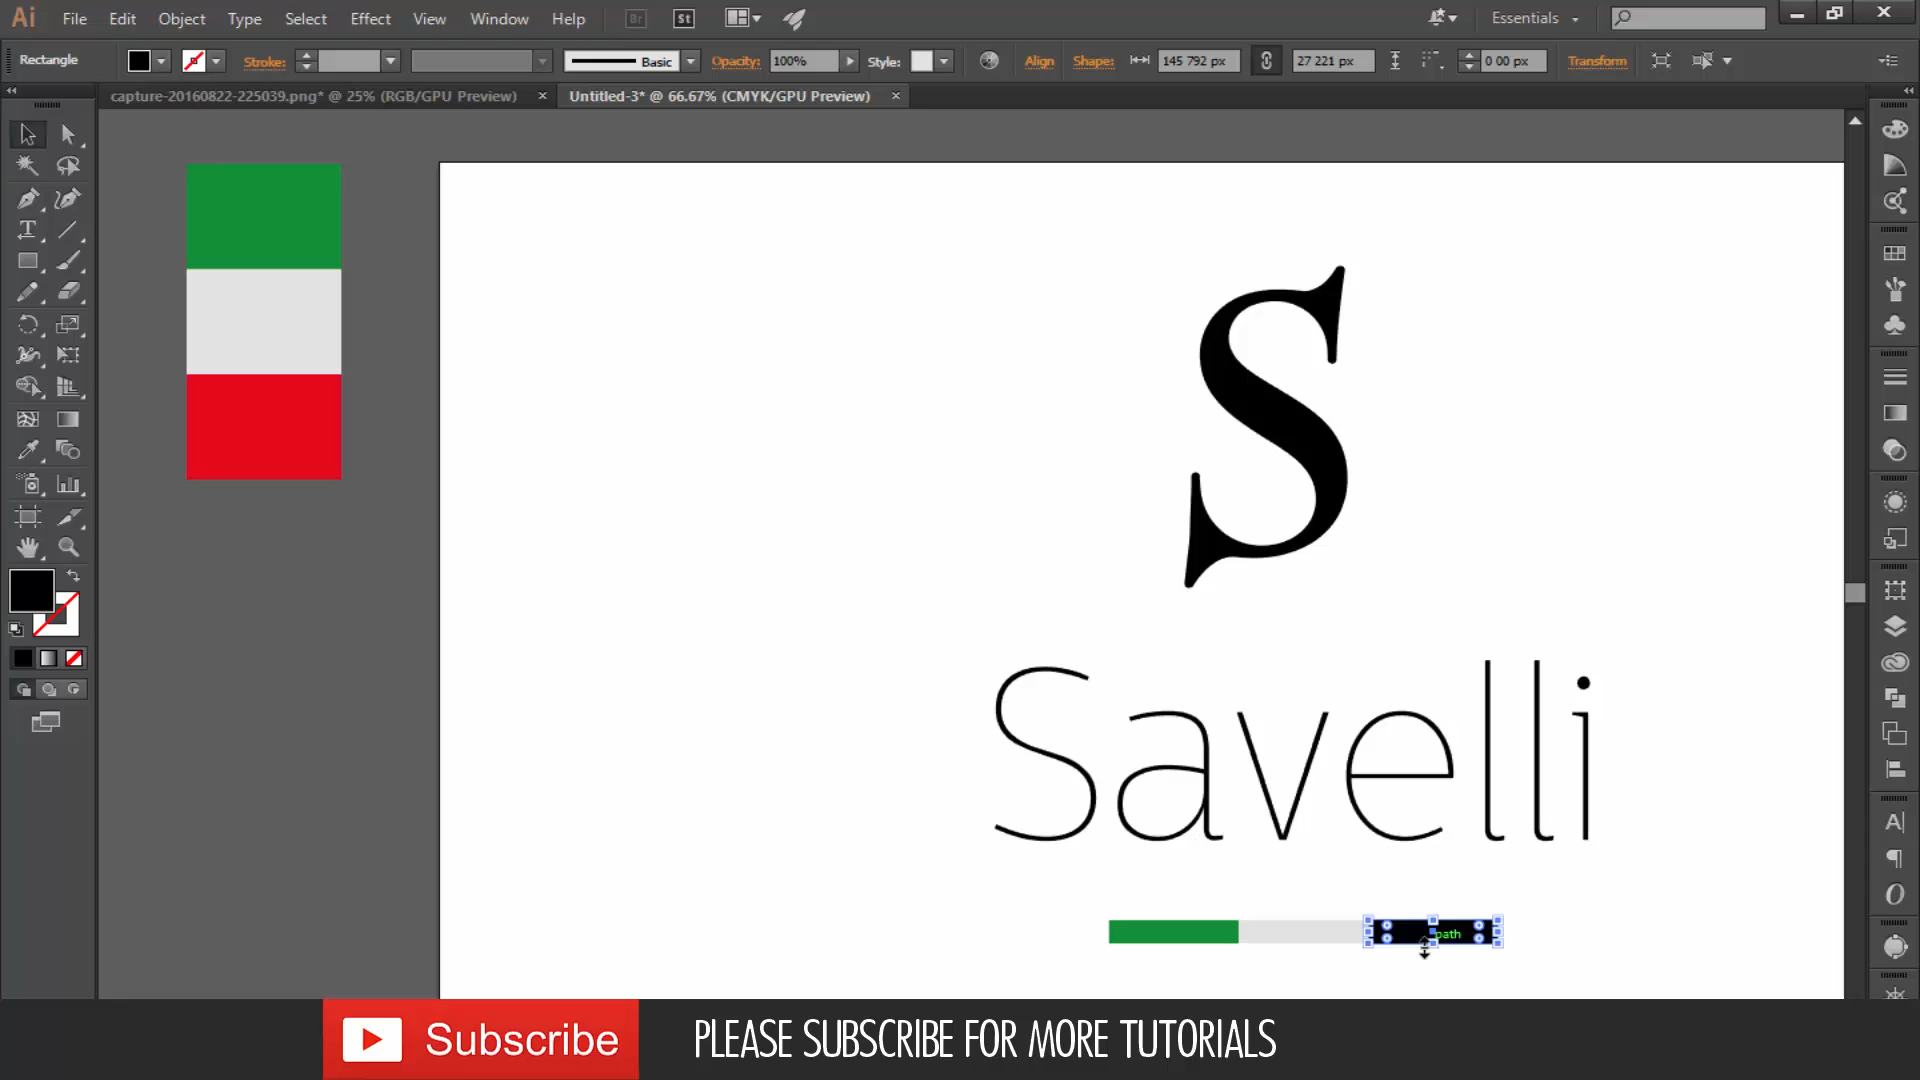 Ai File Edit Object Type Select Effect View Window Help Br St Essentials
Rectangle Stroke: Basic Opacity: 100% Style: Align Shape: 145 792 px 27 221 px 0 00 px Transform
capture-20160822-225039.png* @ 25% (RGB/GPU Preview) × Untitled-3* @ 66.67% (CMYK/GPU Preview) ×
S
Savelli
path
Subscribe PLEASE SUBSCRIBE FOR MORE TUTORIALS